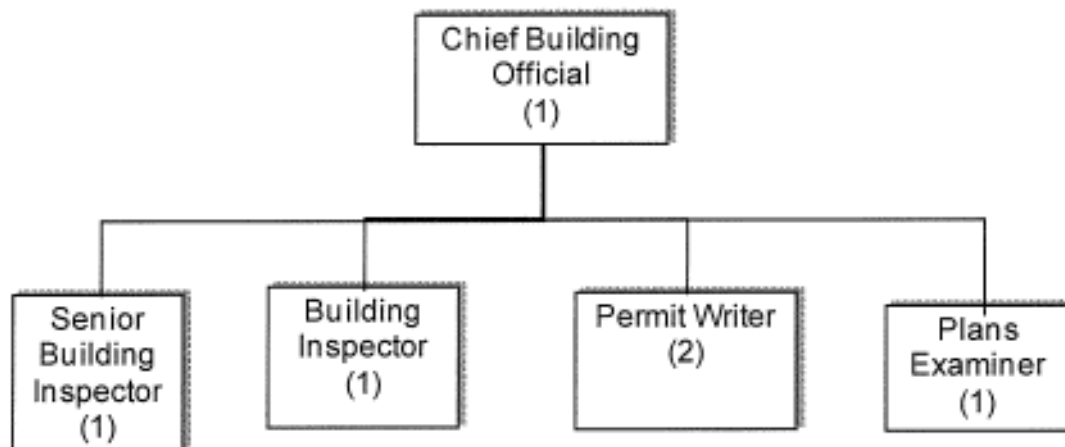 Chief Building
Official
(1)
Senior
Building
Inspector
(1)
Building
Inspector
(1)
Permit Writer
(2)
Plans
Examiner
(1)